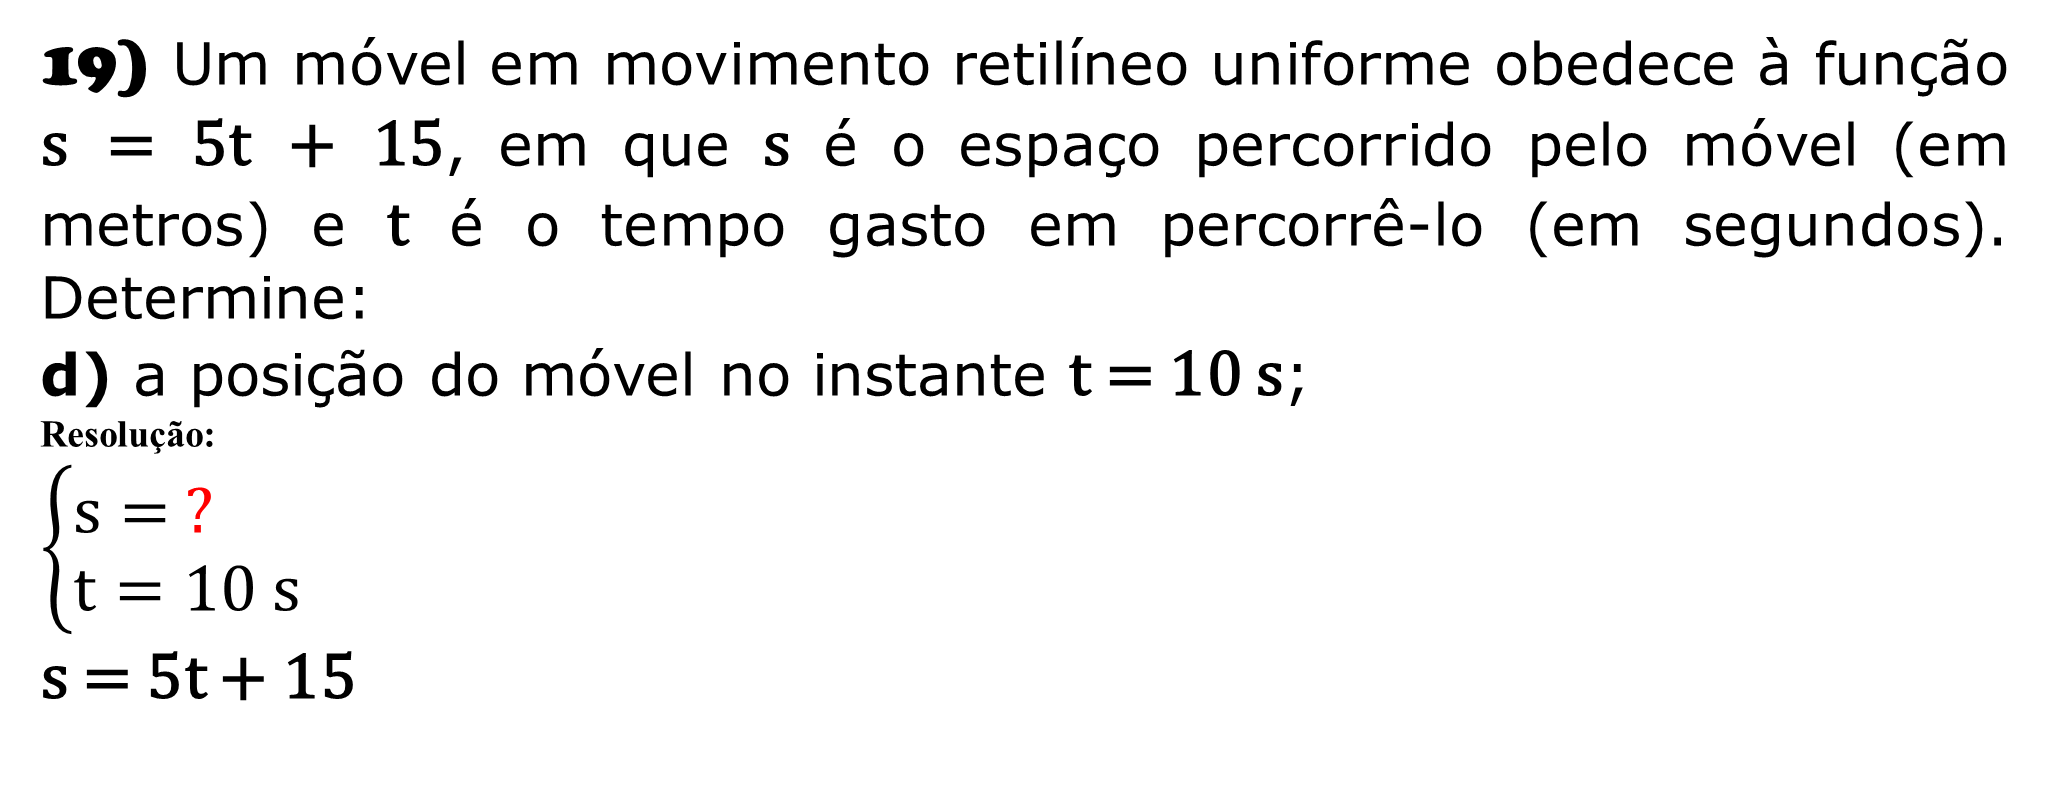 19) Um móvel em movimento retilíneo uniforme obedece à função
s = 5t + 15, em que s é o espaço percorrido pelo móvel (em
metros) e t é o tempo gasto em percorrê-lo (em segundos).
Determine:
d) a posição do móvel no instante t = 10 s;
Resolução:
s = ?
t = 10 s
s = 5t + 15